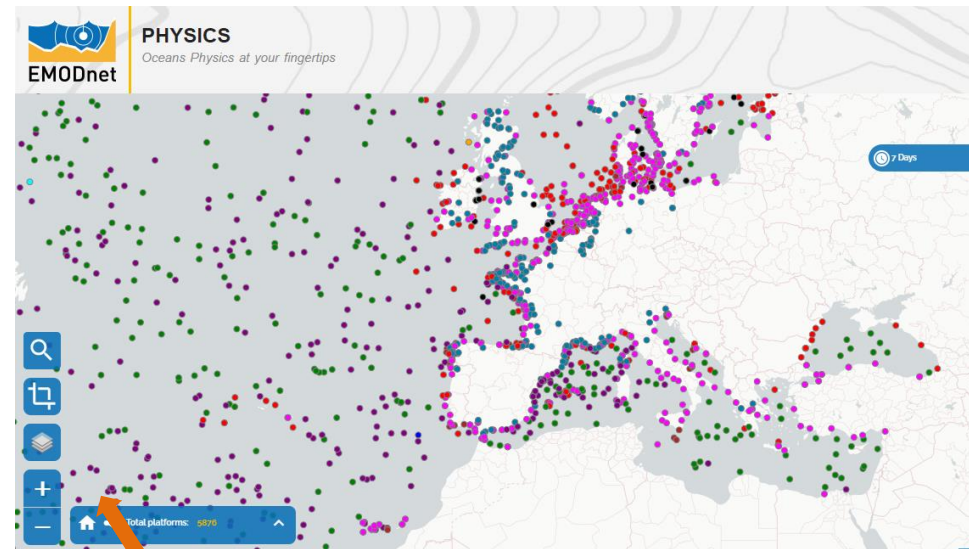 EMODnet
PHYSICS
Oceans Physics at your fingertips
7 Days
Total platforms: 5876